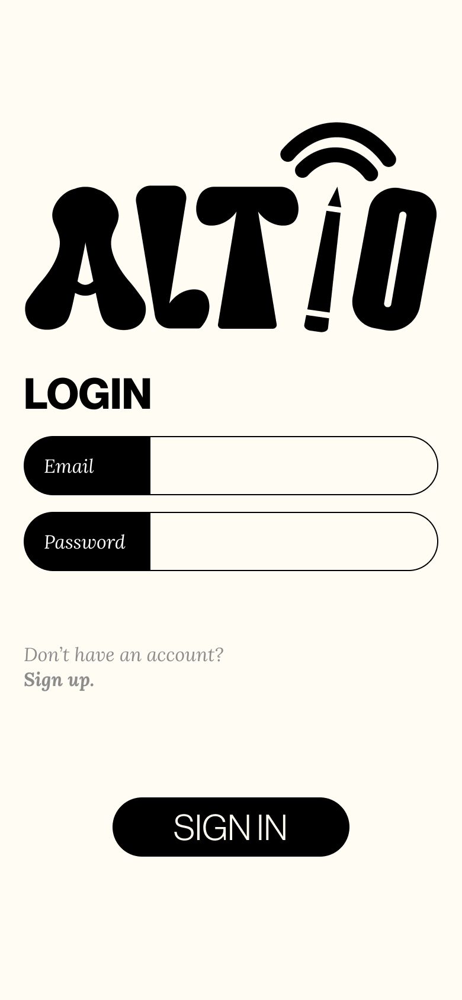 ALTIO
LOGIN
Email
Password
Don’t have an account?
Sign up.
SIGN IN